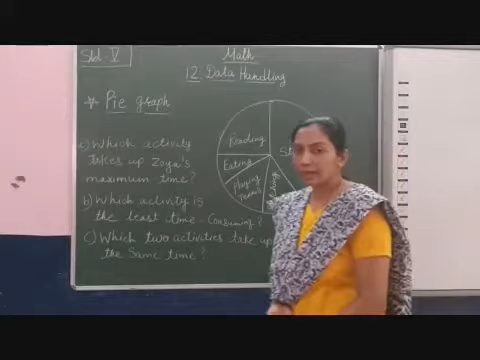 Std. V
Math
12. Data Handling
Pie graph
a) Which activity
takes up Zoya's
maximum time?
b) Which activity is
the least time-Consuming?
c) Which two activities take up
the Same time?
Reading
Eating
Playing